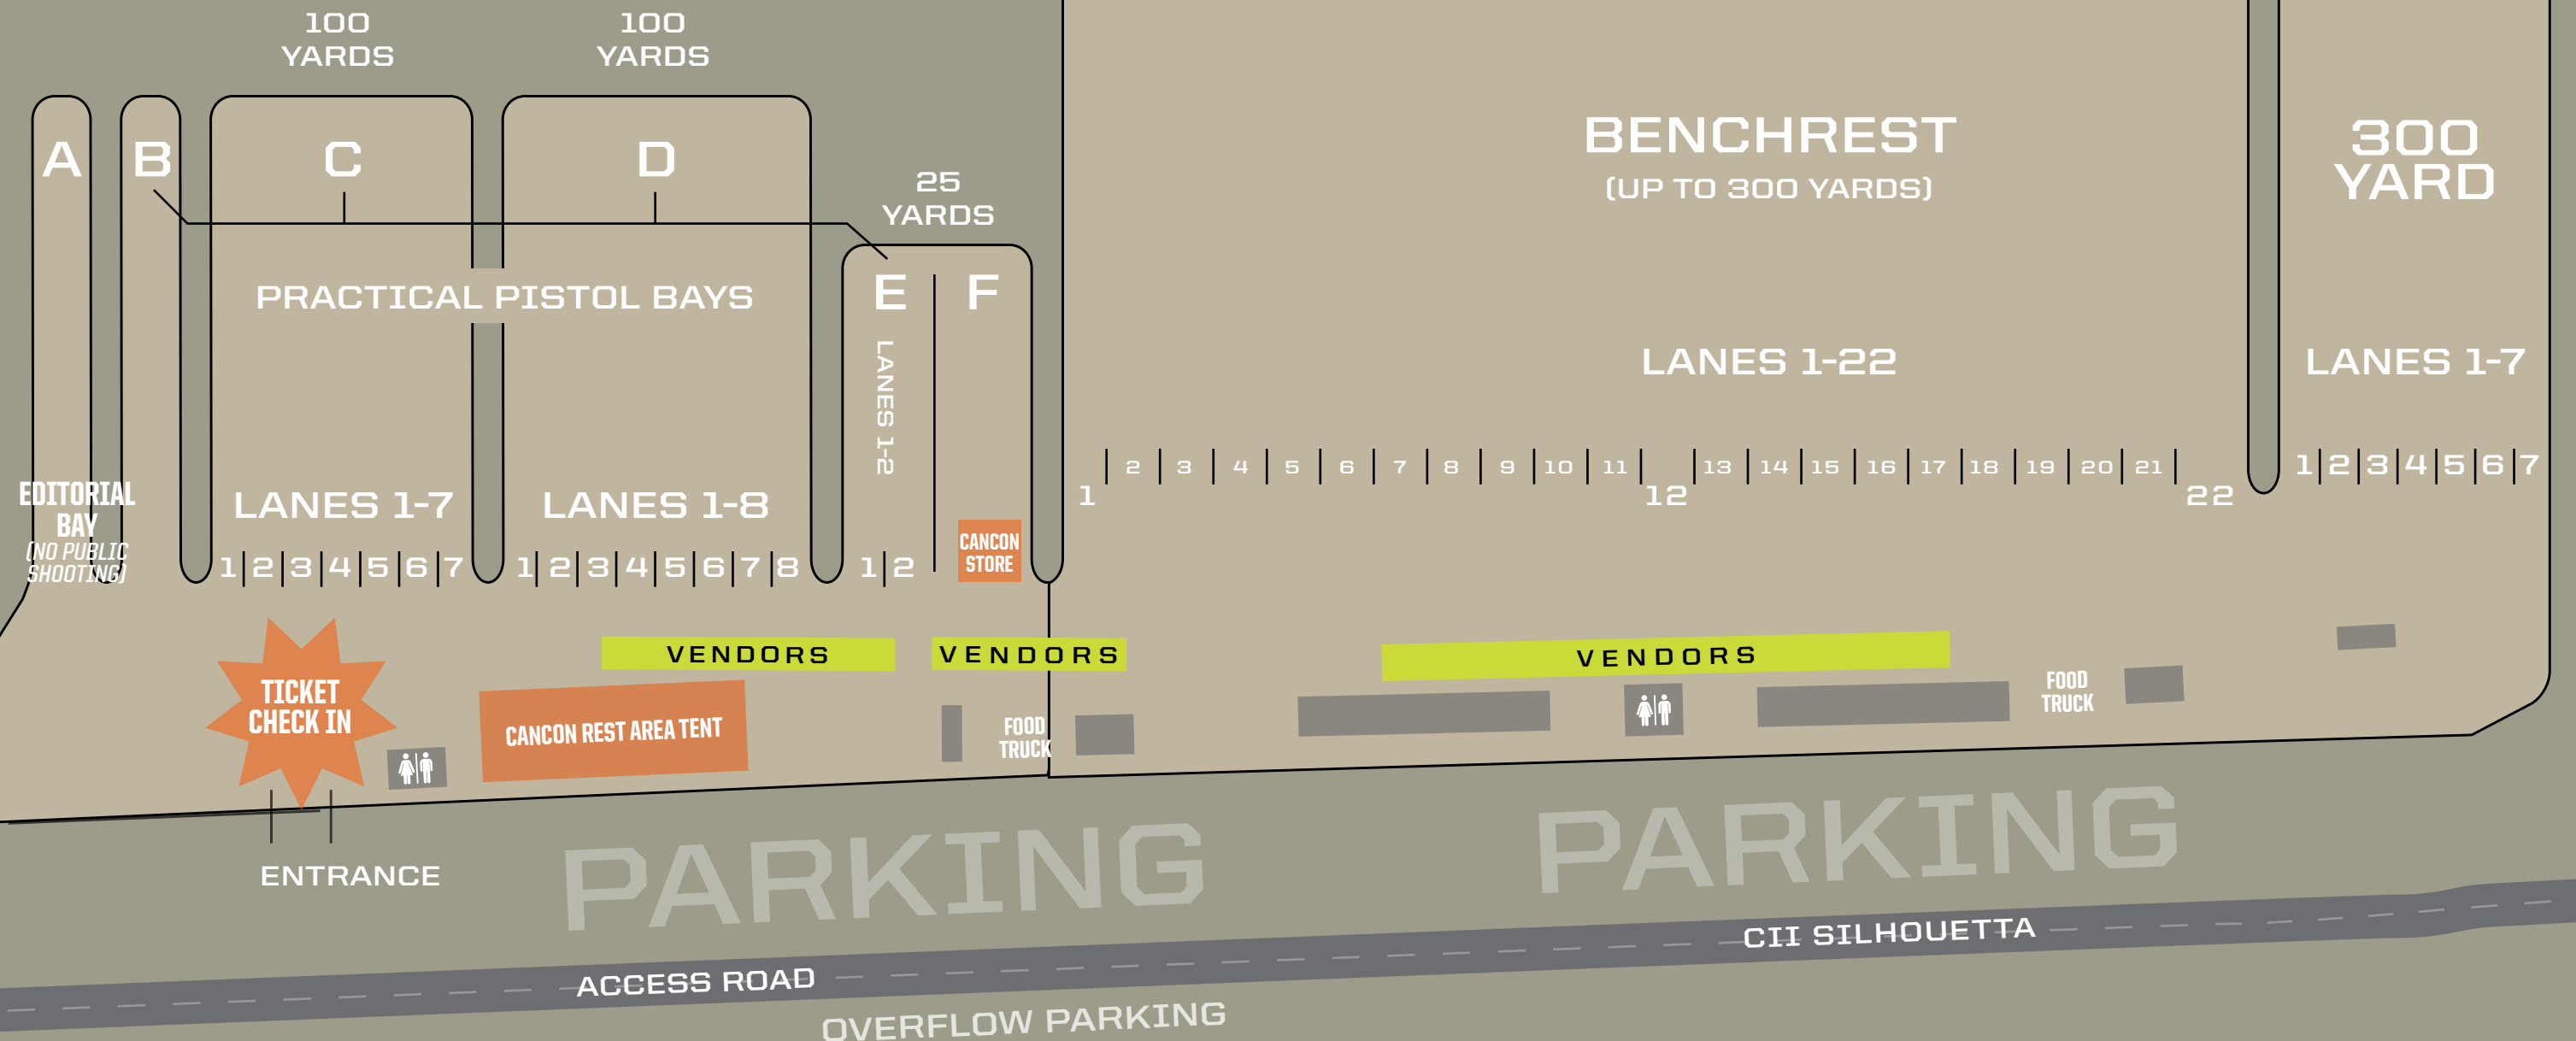 100
YARDS
100
YARDS
A
B
C
D
25
YARDS
E
F
PRACTICAL PISTOL BAYS
LANES 1-2
BENCHREST
(UP TO 300 YARDS)
300
YARD
LANES 1-22
LANES 1-7
EDITORIAL
BAY
(NO PUBLIC
SHOOTING)
LANES 1-7
1 2 3 4 5 6 7
LANES 1-8
1 2 3 4 5 6 7 8
1 2
CANCON
STORE
1 2 3 4 5 6 7 8 9 10 11 12 13 14 15 16 17 18 19 20 21 22
1 2 3 4 5 6 7
VENDORS
VENDORS
VENDORS
TICKET
CHECK IN
CANCON REST AREA TENT
FOOD
TRUCK
FOOD
TRUCK
ENTRANCE
PARKING
PARKING
ACCESS ROAD
CII SILHOUETTA
OVERFLOW PARKING